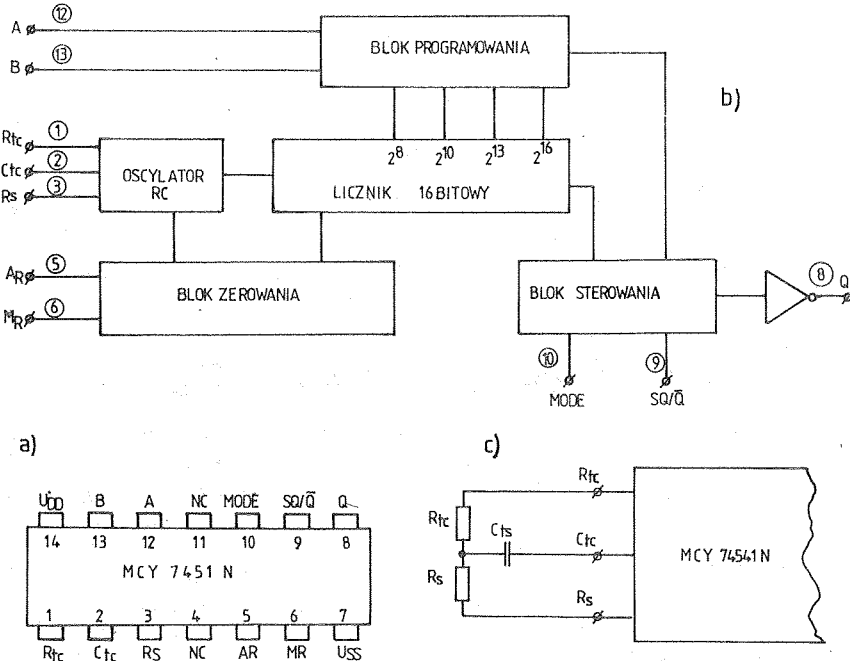 A 12
BLOK PROGRAMOWANIA
B 13
b)
Rtc 1
2^8 2^10 2^13 2^16
Ctc 2
OSCYLATOR
RC
LICZNIK 16BITOWY
Rs 3
AR 5
BLOK ZEROWANIA
MR 6
BLOK STEROWANIA
8 Q
10 9
MODE SQ/Q̅
a)
UDD B A NC MODE SQ/Q̅ Q
14 13 12 11 10 9 8
MCY 7451 N
1 2 3 4 5 6 7
Rtc Ctc RS NC AR MR USS
c)
Rtc
Rtc
Cts Ctc
MCY 74541N
Rs
Rs